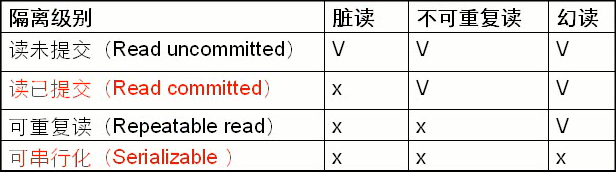 隔离级别 脏读 不可重复读 幻读
读未提交（Read uncommitted） V V V
读已提交（Read committed） x V V
可重复读（Repeatable read） x x V
可串行化（Serializable ） x x x